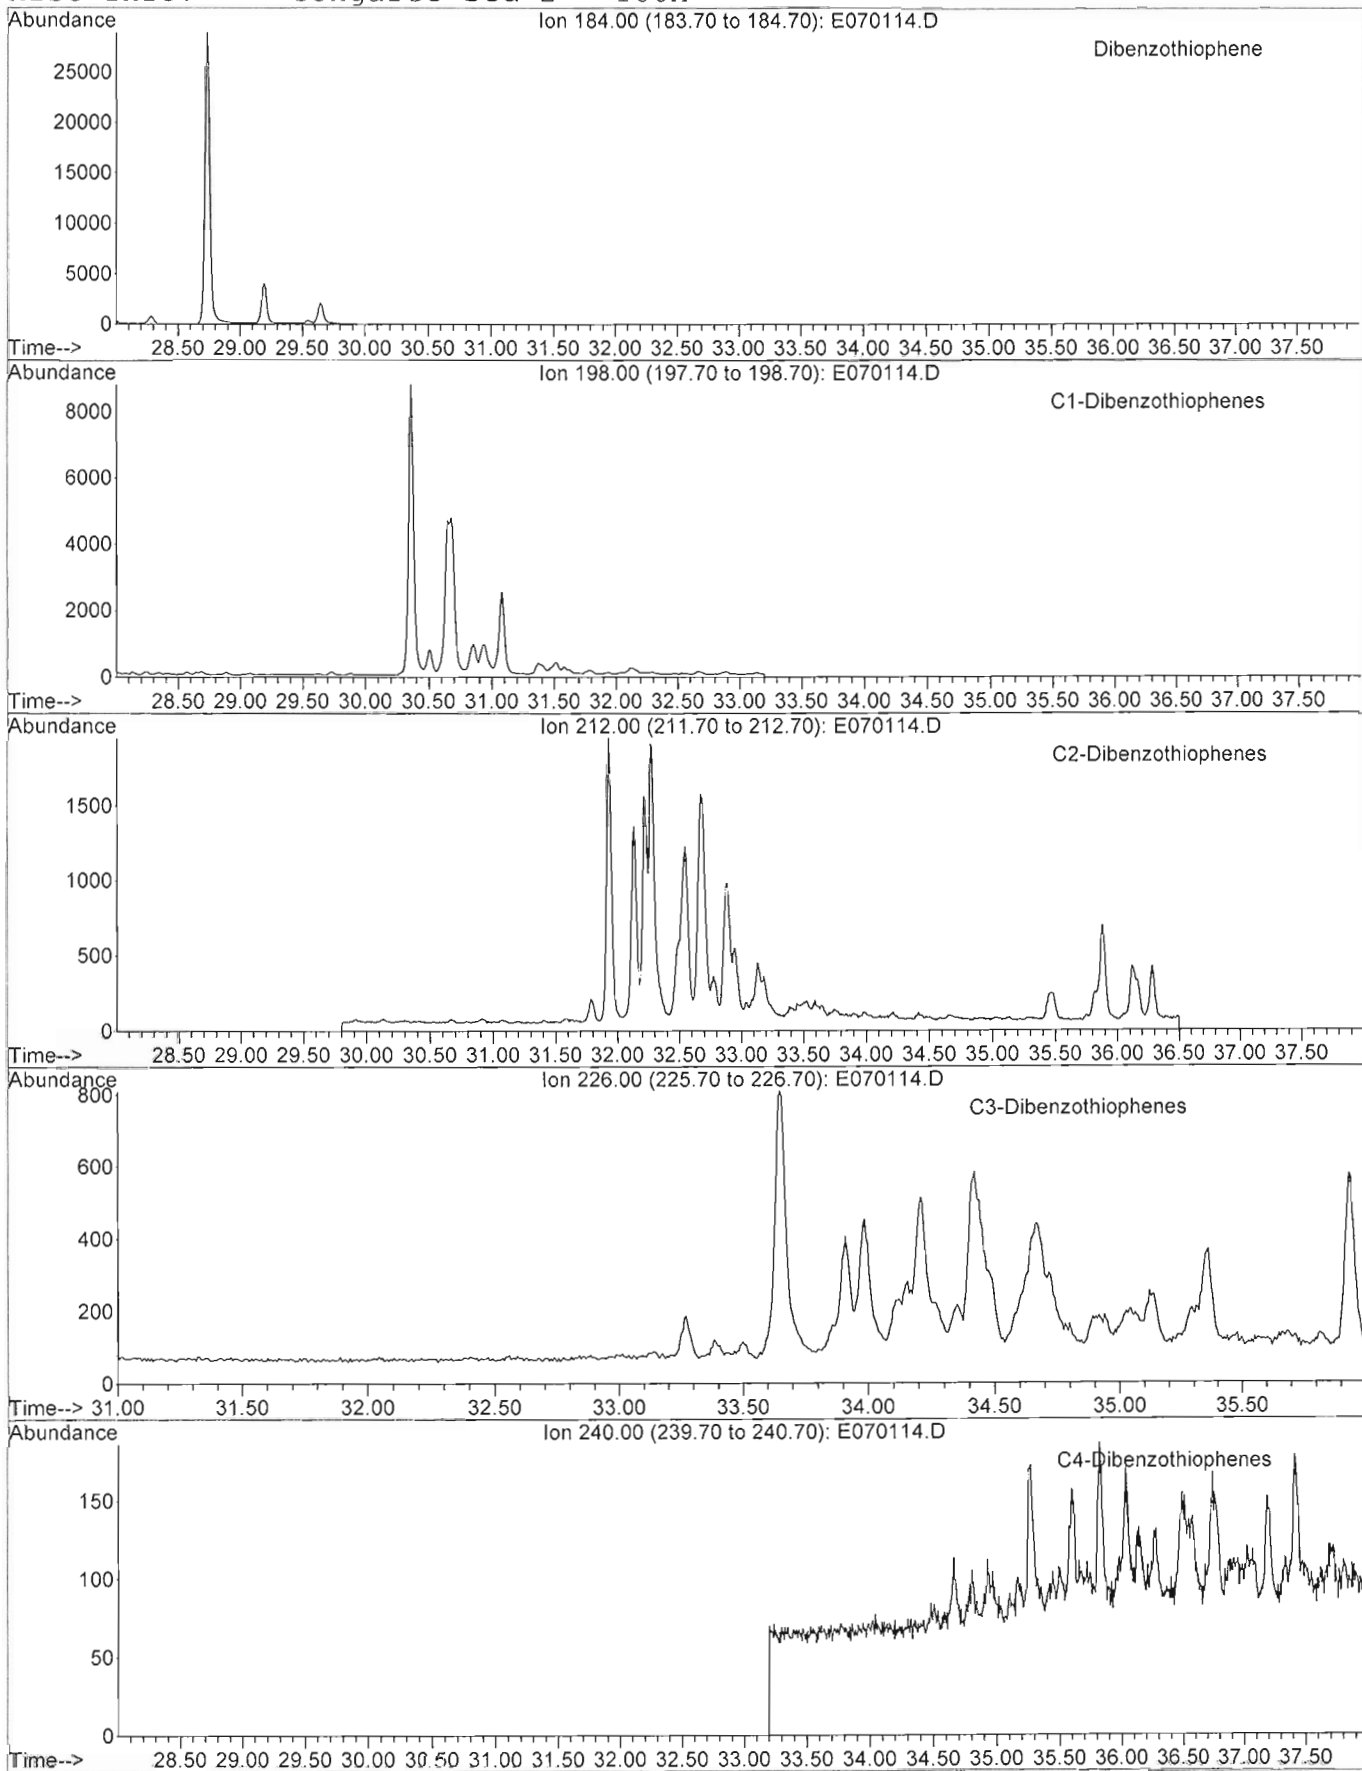 Abundance
Ion 184.00 (183.70 to 184.70): E070114.D
Dibenzothiophene
25000
20000
15000
10000
5000
0
Time-->
28.50 29.00 29.50 30.00 30.50 31.00 31.50 32.00 32.50 33.00 33.50 34.00 34.50 35.00 35.50 36.00 36.50 37.00 37.50
Abundance
Ion 198.00 (197.70 to 198.70): E070114.D
C1-Dibenzothiophenes
8000
6000
4000
2000
0
Time-->
28.50 29.00 29.50 30.00 30.50 31.00 31.50 32.00 32.50 33.00 33.50 34.00 34.50 35.00 35.50 36.00 36.50 37.00 37.50
Abundance
Ion 212.00 (211.70 to 212.70): E070114.D
C2-Dibenzothiophenes
1500
1000
500
0
Time-->
28.50 29.00 29.50 30.00 30.50 31.00 31.50 32.00 32.50 33.00 33.50 34.00 34.50 35.00 35.50 36.00 36.50 37.00 37.50
Abundance
Ion 226.00 (225.70 to 226.70): E070114.D
C3-Dibenzothiophenes
800
600
400
200
0
Time-->
31.00 31.50 32.00 32.50 33.00 33.50 34.00 34.50 35.00 35.50
Abundance
Ion 240.00 (239.70 to 240.70): E070114.D
C4-Dibenzothiophenes
150
100
50
0
Time-->
28.50 29.00 29.50 30.00 30.50 31.00 31.50 32.00 32.50 33.00 33.50 34.00 34.50 35.00 35.50 36.00 36.50 37.00 37.50